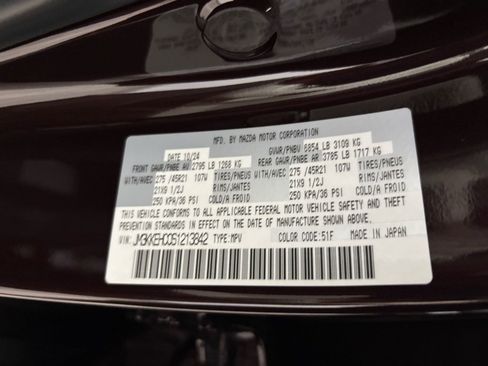 MFD. BY MAZDA MOTOR CORPORATION
DATE 10/24 GVWR/PNBV 6854 LB 3109 KG
FRONT GAWR/PNBE AV 2795 LB 1268 KG REAR GAWR/PNBE AR 3785 LB 1717 KG
WITH/AVEC 275 /45R21 107W TIRES/PNEUS WITH/AVEC 275 /45R21 107W TIRES/PNEUS
21X9 1/2J RIMS/JANTES 21X9 1/2J RIMS/JANTES
250 KPA/36 PSI COLD/A FROID 250 KPA/36 PSI COLD/A FROID
THIS VEHICLE CONFORMS TO ALL APPLICABLE FEDERAL MOTOR VEHICLE SAFETY AND THEFT
PREVENTION STANDARDS IN EFFECT ON THE DATE OF MANUFACTURE SHOWN ABOVE.
VIN: JM3KKEHC0S1213842 TYPE: MPV COLOR CODE: 51F MADE IN JAPAN